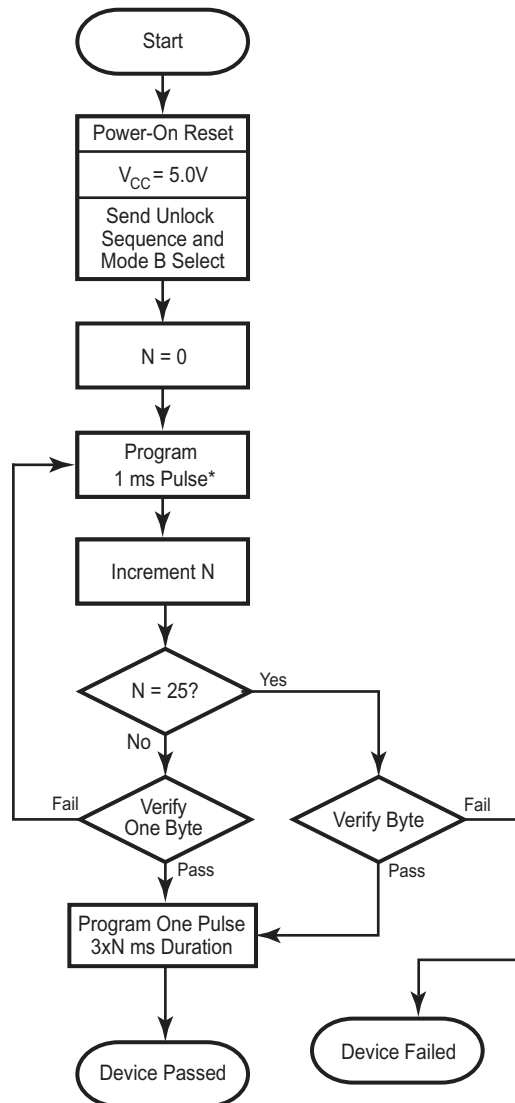 Start
Power-On Reset
VCC = 5.0V
Send Unlock
Sequence and
Mode B Select
N = 0
Program
1 ms Pulse*
Increment N
N = 25?
Yes
No
Fail
Verify
One Byte
Verify Byte
Fail
Pass
Pass
Program One Pulse
3xN ms Duration
Device Passed
Device Failed